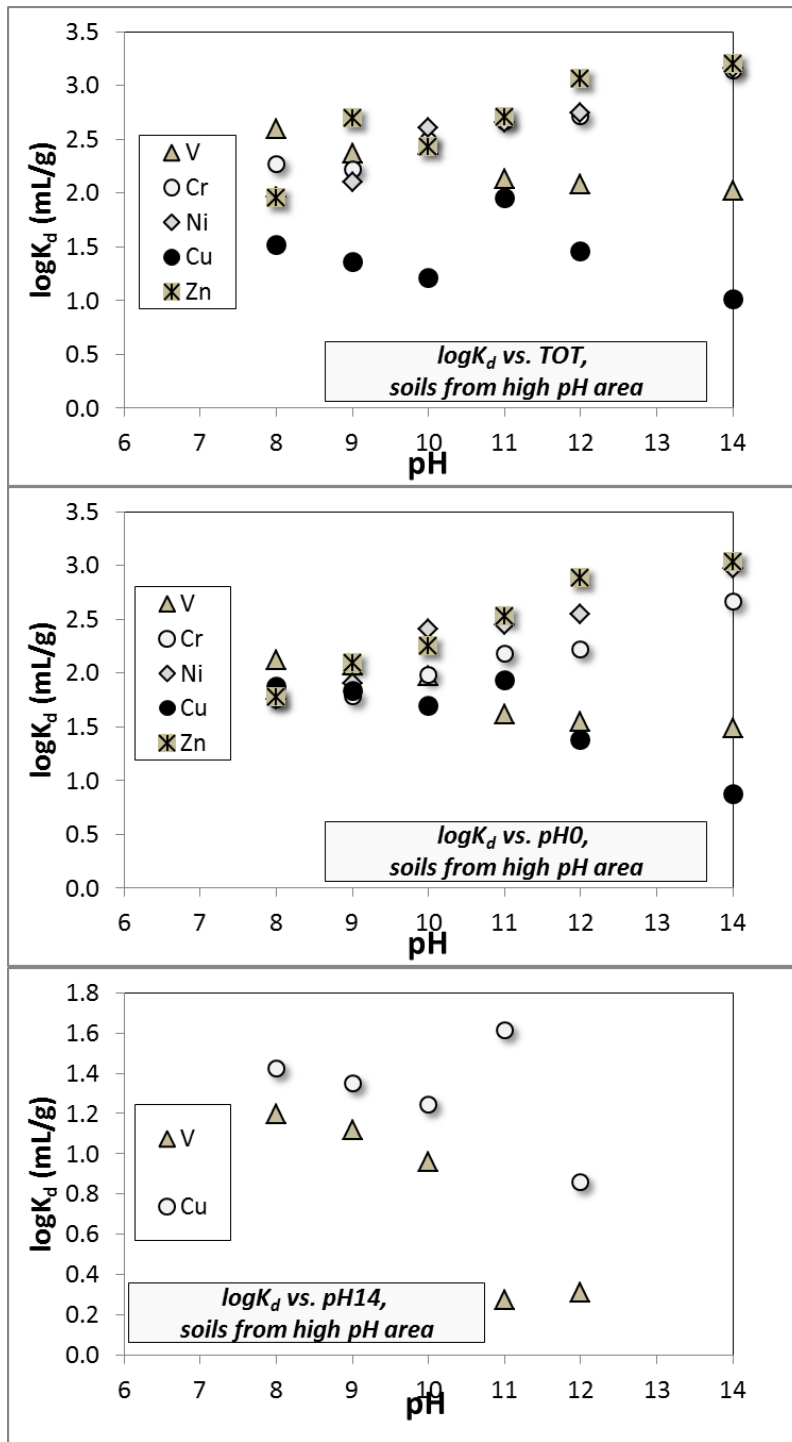 3.5
3.0
2.5
2.0
1.5
1.0
0.5
0.0
logKd (mL/g)
V
Cr
Ni
Cu
Zn
logKd vs. TOT,
soils from high pH area
6 7 8 9 10 11 12 13 14
pH
3.5
3.0
2.5
2.0
1.5
1.0
0.5
0.0
logKd (mL/g)
V
Cr
Ni
Cu
Zn
logKd vs. pH0,
soils from high pH area
6 7 8 9 10 11 12 13 14
pH
1.8
1.6
1.4
1.2
1.0
0.8
0.6
0.4
0.2
0.0
logKd (mL/g)
V
Cu
logKd vs. pH14,
soils from high pH area
6 7 8 9 10 11 12 13 14
pH